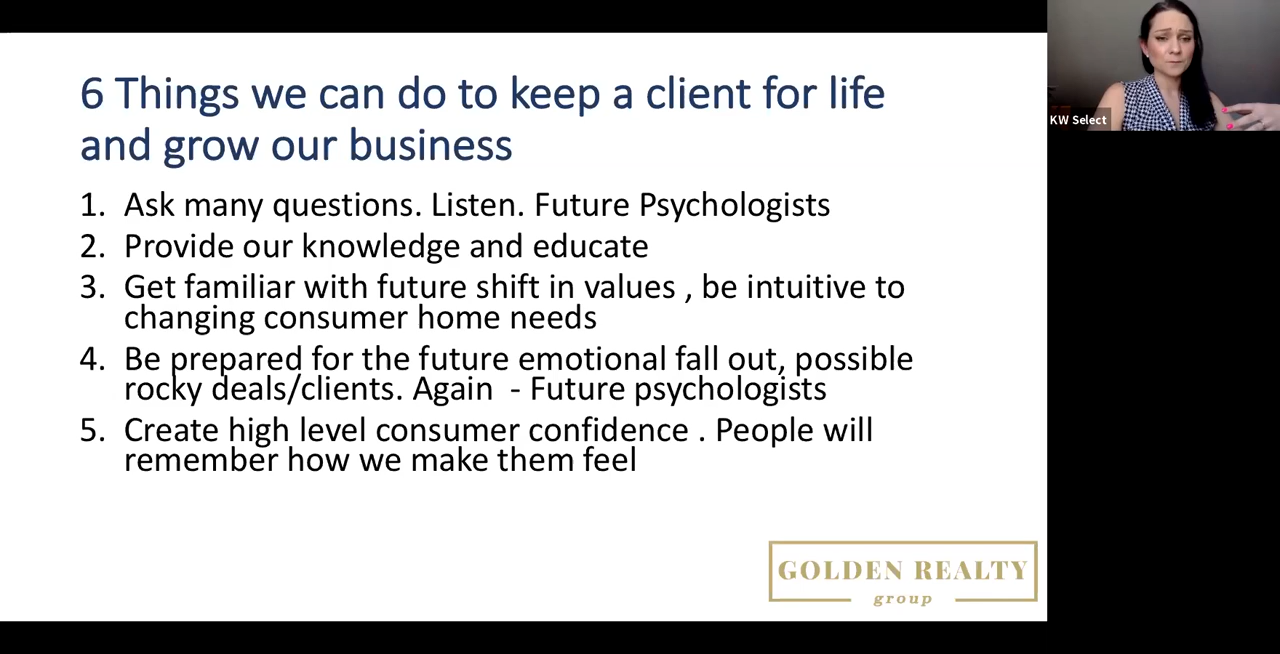 6 Things we can do to keep a client for life
and grow our business
1. Ask many questions. Listen. Future Psychologists
2. Provide our knowledge and educate
3. Get familiar with future shift in values , be intuitive to
changing consumer home needs
4. Be prepared for the future emotional fall out, possible
rocky deals/clients. Again  - Future psychologists
5. Create high level consumer confidence . People will
remember how we make them feel
GOLDEN REALTY
group
KW Select